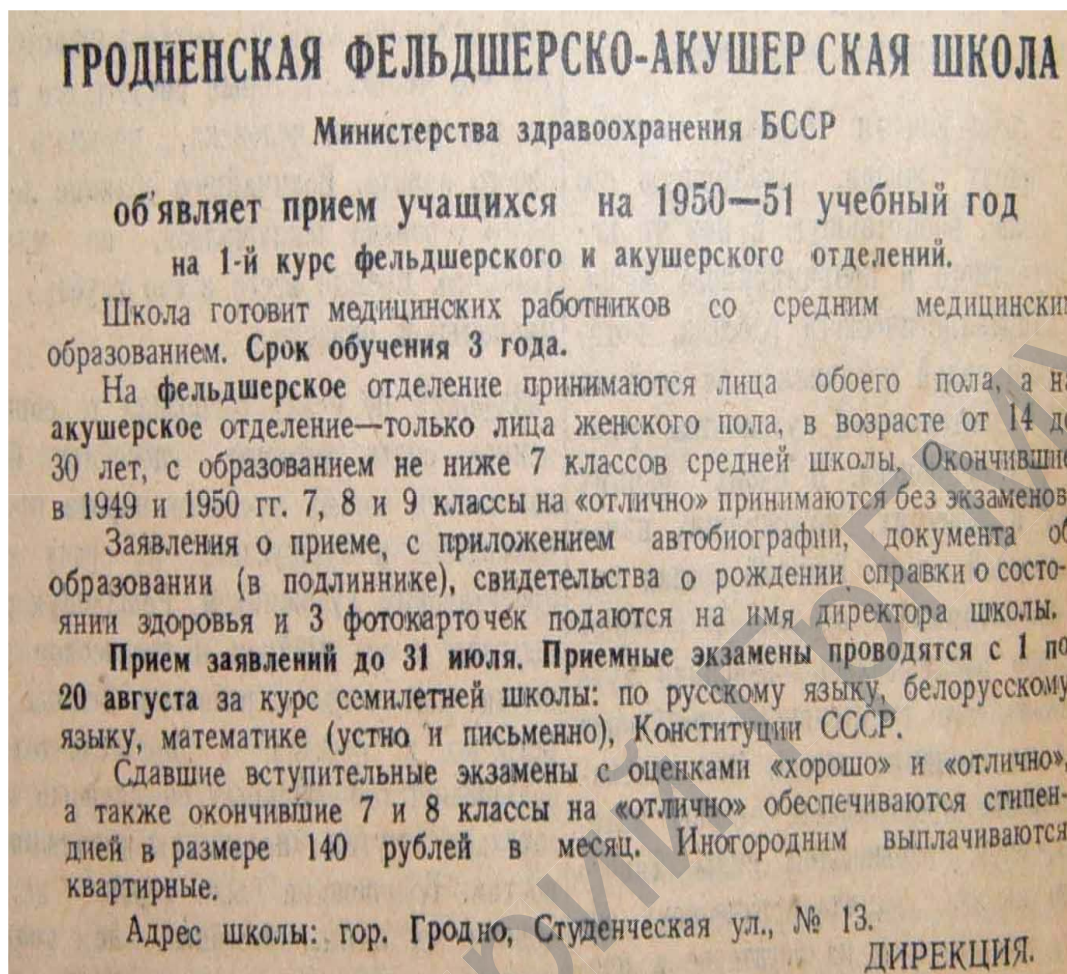 ГРОДНЕНСКАЯ ФЕЛЬДШЕРСКО-АКУШЕРСКАЯ ШКОЛА
Министерства здравоохранения БССР
об'являет прием учащихся на 1950—51 учебный год
на 1-й курс фельдшерского и акушерского отделений.
Школа готовит медицинских работников со средним медицински
образованием. Срок обучения 3 года.
На фельдшерское отделение принимаются лица обоего пола, а на
акушерское отделение—только лица женского пола, в возрасте от 14 до
30 лет, с образованием не ниже 7 классов средней школы. Окончившие
в 1949 и 1950 гг. 7, 8 и 9 классы на «отлично» принимаются без экзаменов
Заявления о приеме, с приложением автобиографии, документа об
образовании (в подлиннике), свидетельства о рождении, справки о состо-
янии здоровья и 3 фотокарточек подаются на имя директора школы.
Прием заявлений до 31 июля. Приемные экзамены проводятся с 1 по
20 августа за курс семилетней школы: по русскому языку, белорусскому
языку, математике (устно и письменно), Конституции СССР.
Сдавшие вступительные экзамены с оценками «хорошо» и «отлично»,
а также окончившие 7 и 8 классы на «отлично» обеспечиваются стипен-
дией в размере 140 рублей в месяц. Иногородним выплачиваются
квартирные.
Адрес школы: гор. Гродно, Студенческая ул., № 13.
ДИРЕКЦИЯ.